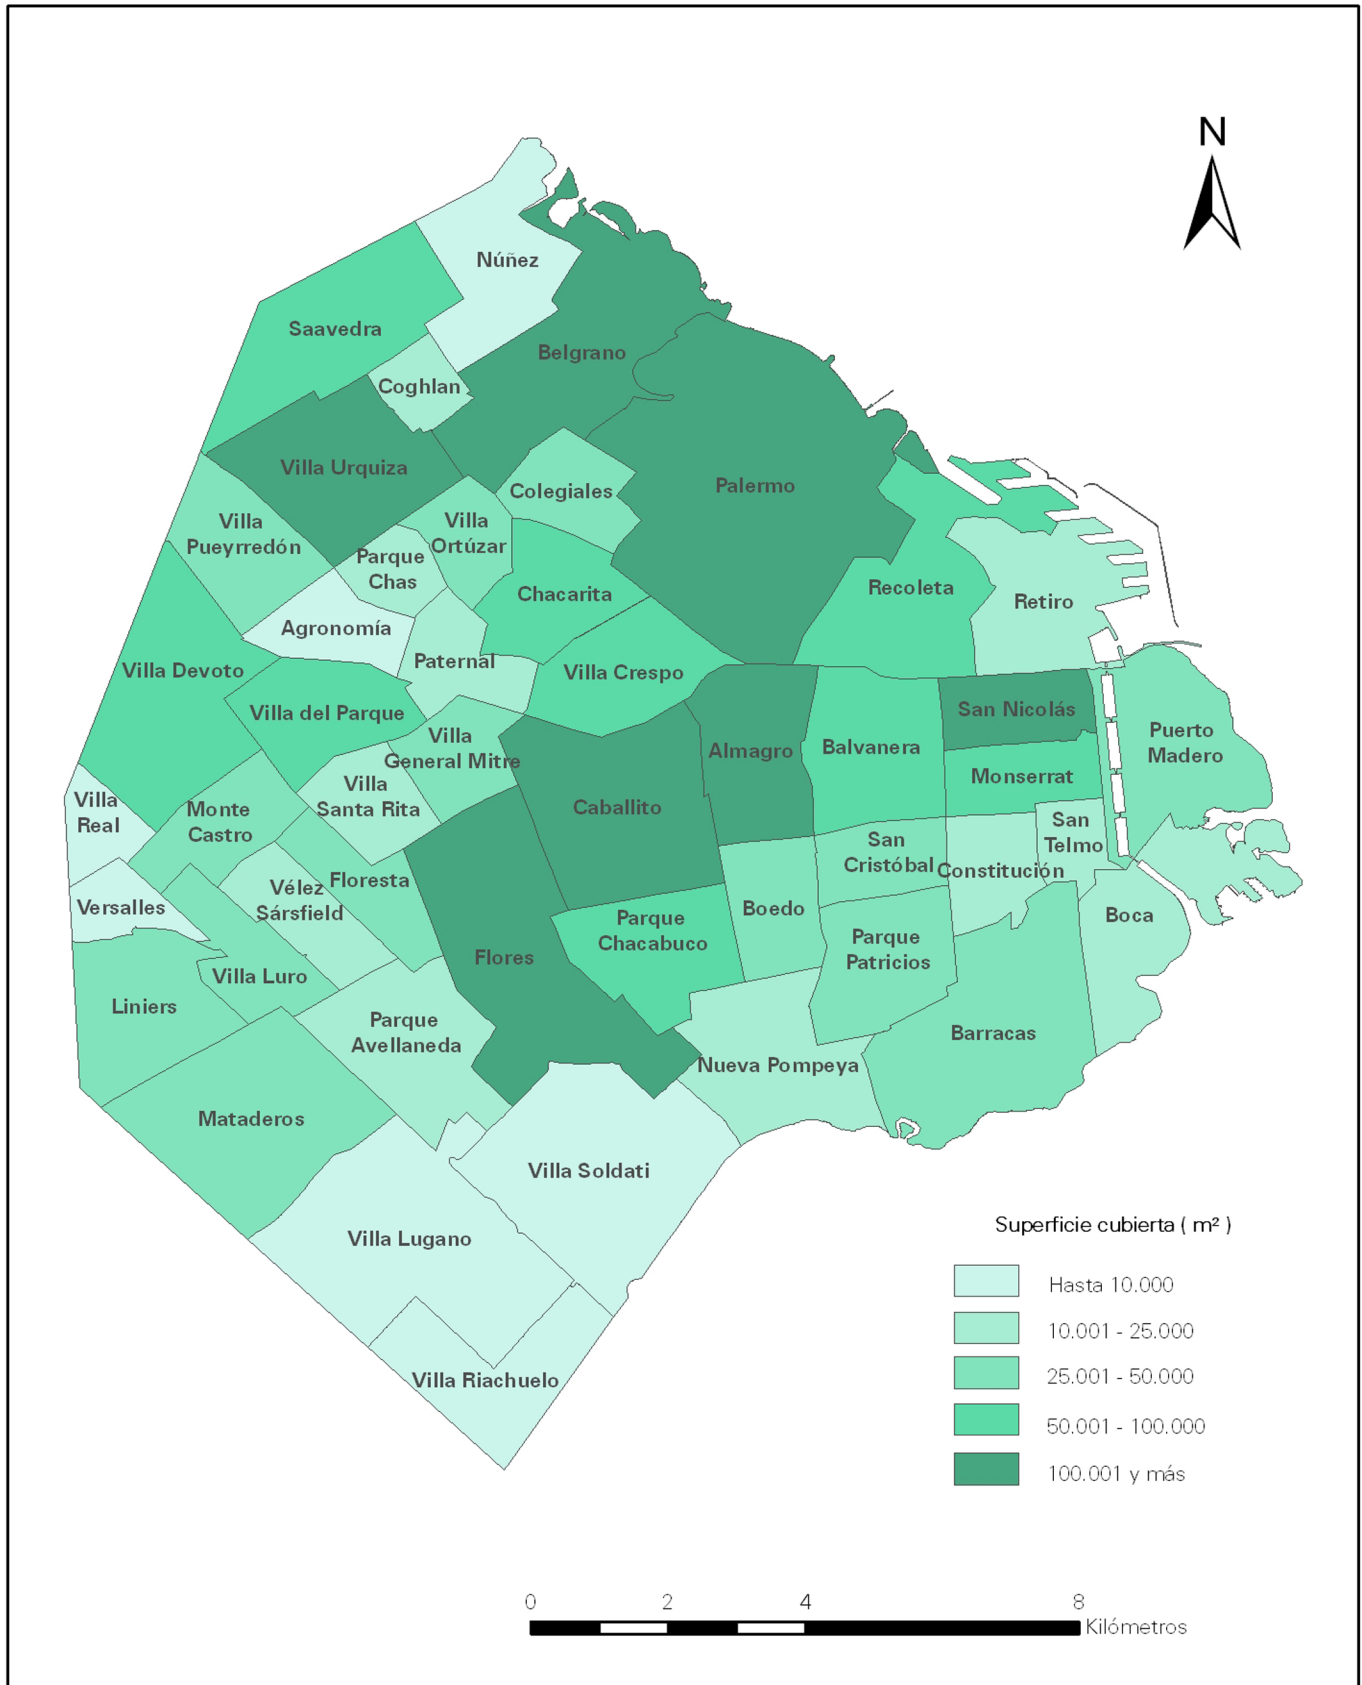 N
Núñez
Saavedra
Belgrano
Coghlan
Villa Urquiza
Colegiales
Palermo
Villa
Pueyrredón
Villa
Ortúzar
Parque
Chas
Chacarita
Recoleta
Retiro
Agronomía
Paternal
Villa Devoto
Villa Crespo
Villa del Parque
San Nicolás
Villa
General Mitre
Almagro
Balvanera
Puerto
Madero
Monserrat
Villa
Santa Rita
Caballito
Villa
Real
Monte
Castro
San
Telmo
San
Cristóbal
Constitución
Floresta
Vélez
Sársfield
Versalles
Boedo
Boca
Parque
Chacabuco
Parque
Patricios
Flores
Villa Luro
Liniers
Parque
Avellaneda
Barracas
Nueva Pompeya
Mataderos
Villa Soldati
Villa Lugano
Villa Riachuelo
Superficie cubierta ( m² )
Hasta 10.000
10.001 - 25.000
25.001 - 50.000
50.001 - 100.000
100.001 y más
0 2 4 8
Kilómetros